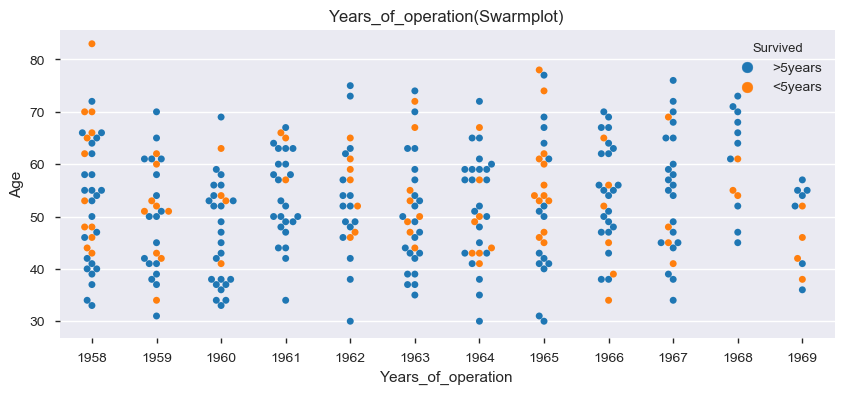 Years_of_operation(Swarmplot)
Survived
>5years
<5years
Age
80
70
60
50
40
30
1958 1959 1960 1961 1962 1963 1964 1965 1966 1967 1968 1969
Years_of_operation